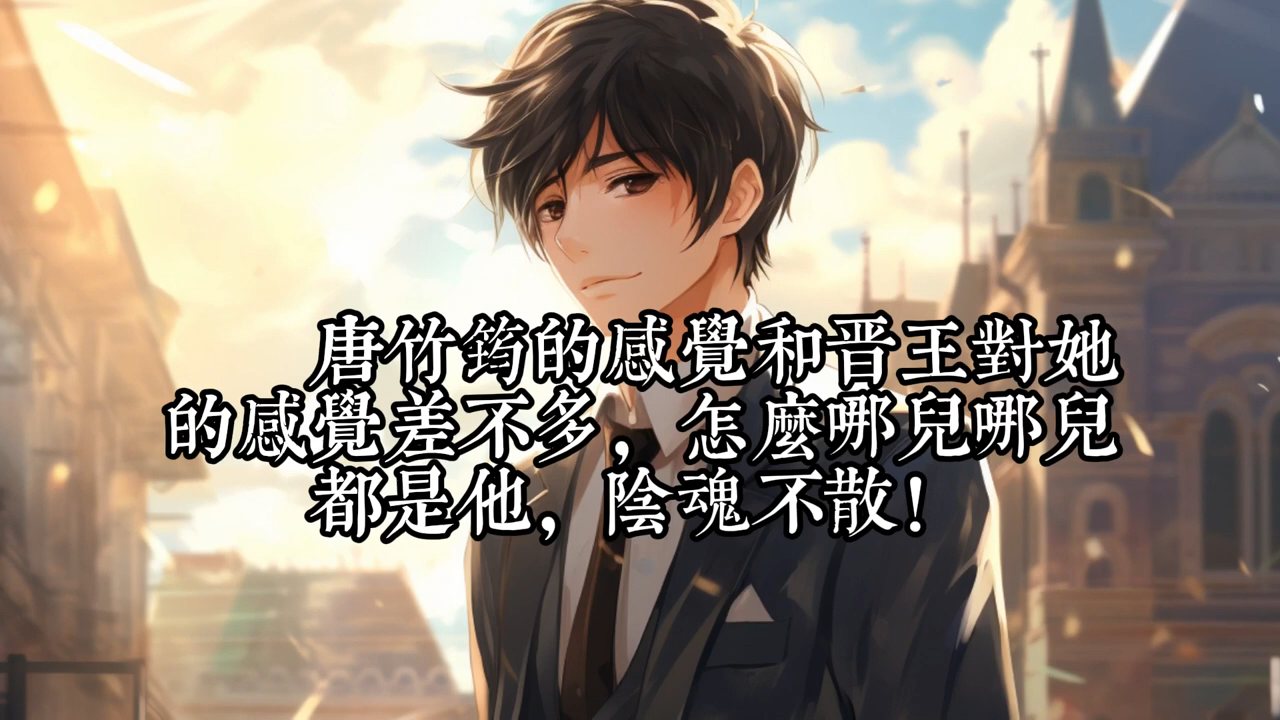 唐竹筠的感覺和晋王對她
的感覺差不多，怎麼哪兒哪兒
都是他，陰魂不散！